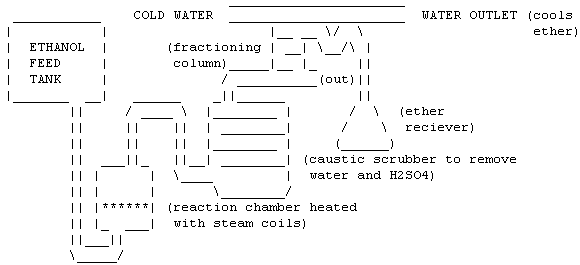 COLD WATER
WATER OUTLET (cools
ether)
ETHANOL
FEED
TANK
(fractioning
column)
(out)
(ether
reciever)
(caustic scrubber to remove
water and H2SO4)
(reaction chamber heated
with steam coils)